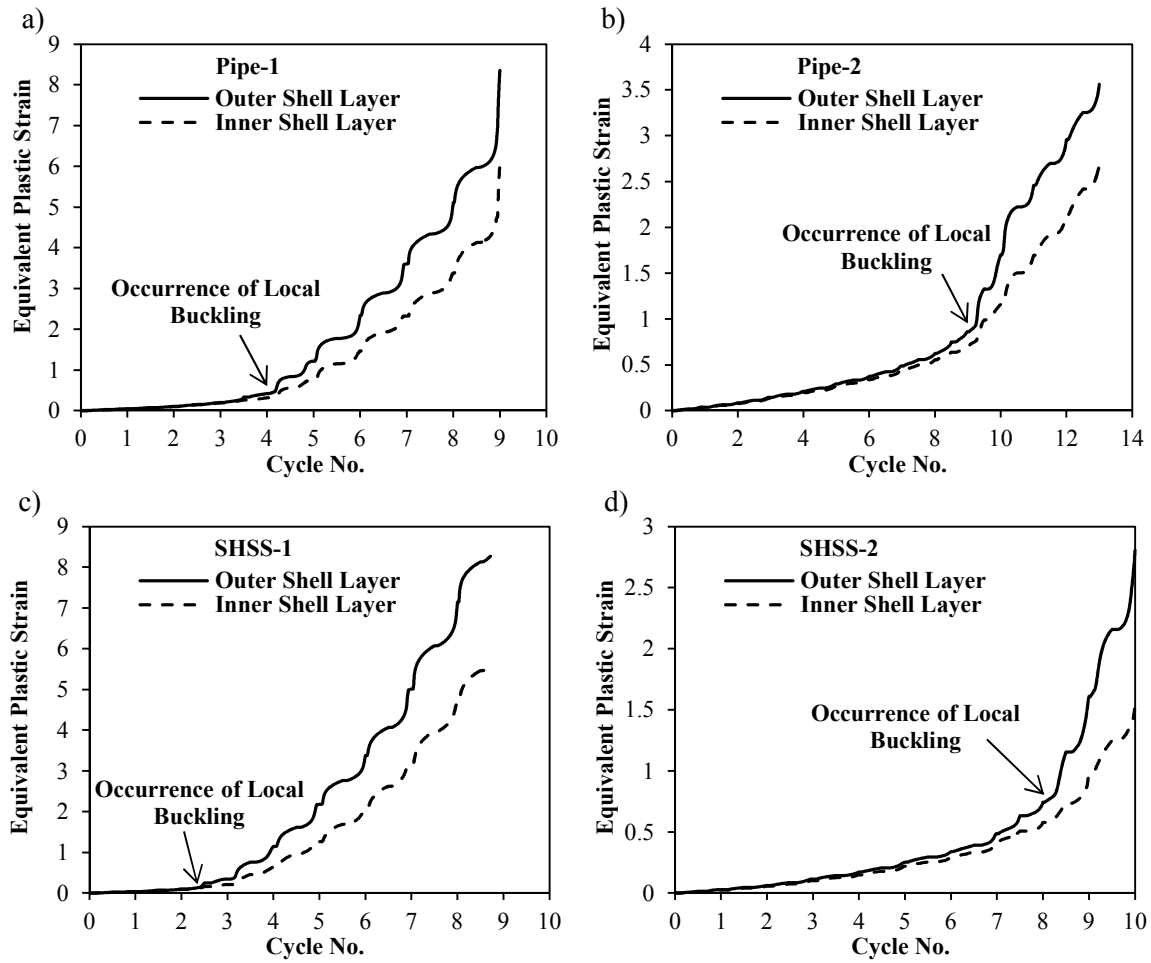 a)
Pipe-1
Outer Shell Layer
Inner Shell Layer
Occurrence of Local
Buckling
Equivalent Plastic Strain
9
8
7
6
5
4
3
2
1
0
0 1 2 3 4 5 6 7 8 9 10
Cycle No.
b)
Pipe-2
Outer Shell Layer
Inner Shell Layer
Occurrence of Local
Buckling
Equivalent Plastic Strain
4
3.5
3
2.5
2
1.5
1
0.5
0
0 2 4 6 8 10 12 14
Cycle No.
c)
SHSS-1
Outer Shell Layer
Inner Shell Layer
Occurrence of Local
Buckling
Equivalent Plastic Strain
9
8
7
6
5
4
3
2
1
0
0 1 2 3 4 5 6 7 8 9 10
Cycle No.
d)
SHSS-2
Outer Shell Layer
Inner Shell Layer
Occurrence of Local
Buckling
Equivalent Plastic Strain
3
2.5
2
1.5
1
0.5
0
0 1 2 3 4 5 6 7 8 9 10
Cycle No.